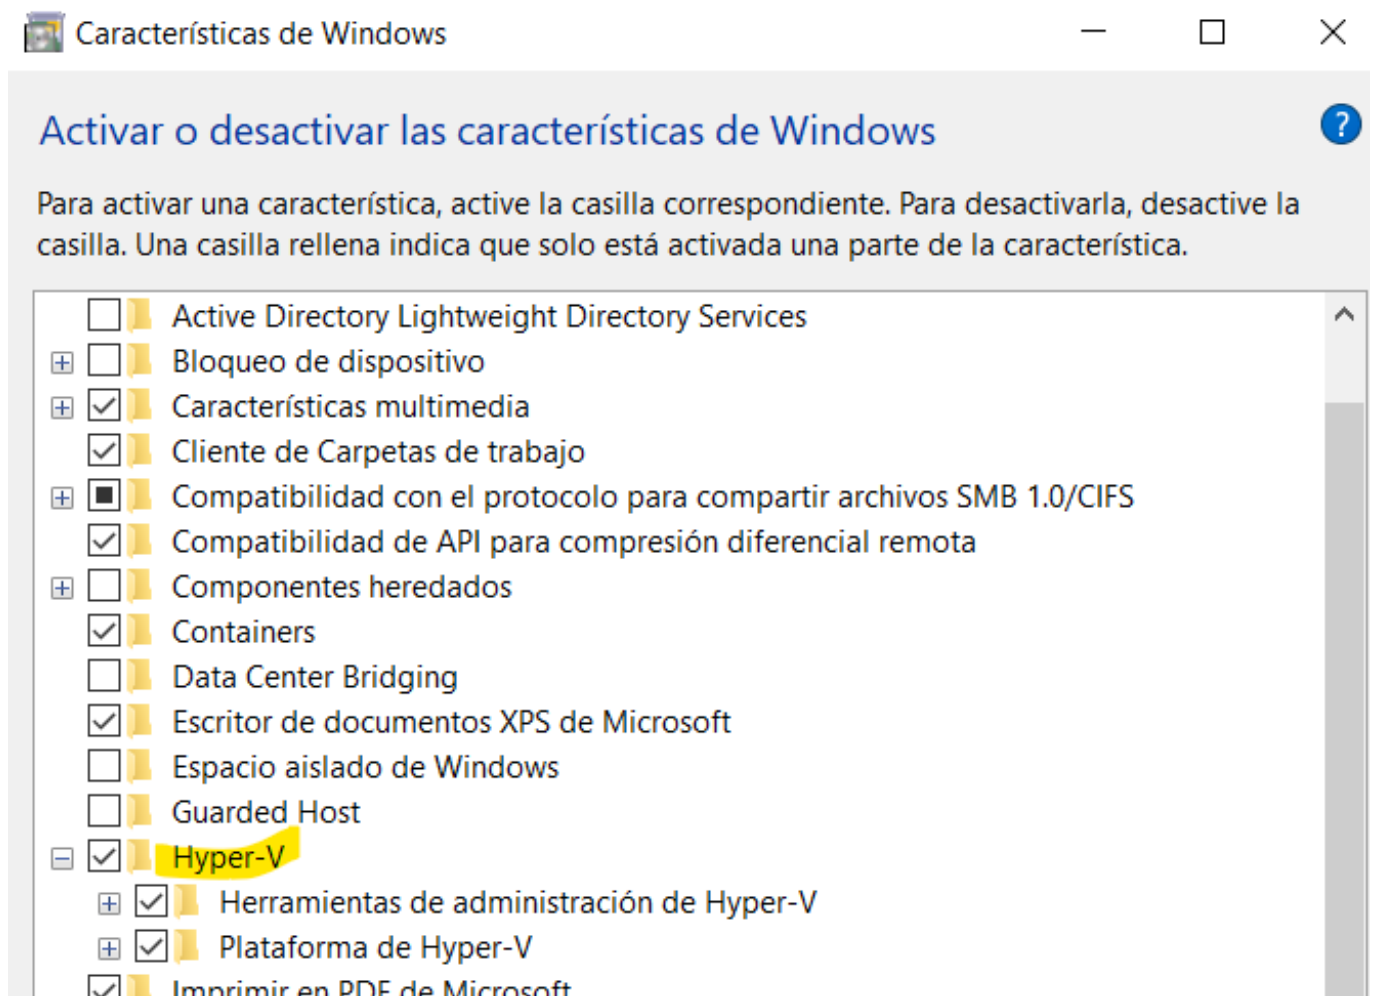 Características de Windows
Activar o desactivar las características de Windows
?
Para activar una característica, active la casilla correspondiente. Para desactivarla, desactive la
casilla. Una casilla rellena indica que solo está activada una parte de la característica.
Active Directory Lightweight Directory Services
Bloqueo de dispositivo
Características multimedia
Cliente de Carpetas de trabajo
Compatibilidad con el protocolo para compartir archivos SMB 1.0/CIFS
Compatibilidad de API para compresión diferencial remota
Componentes heredados
Containers
Data Center Bridging
Escritor de documentos XPS de Microsoft
Espacio aislado de Windows
Guarded Host
Hyper-V
Herramientas de administración de Hyper-V
Plataforma de Hyper-V
Imprimir en PDF de Microsoft